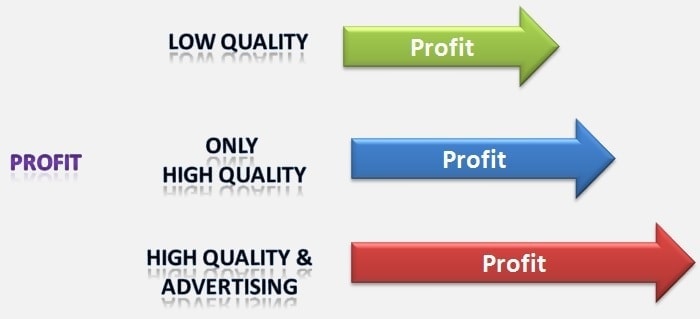 LOW QUALITY
Profit
PROFIT
ONLY
HIGH QUALITY
Profit
HIGH QUALITY &
ADVERTISING
Profit